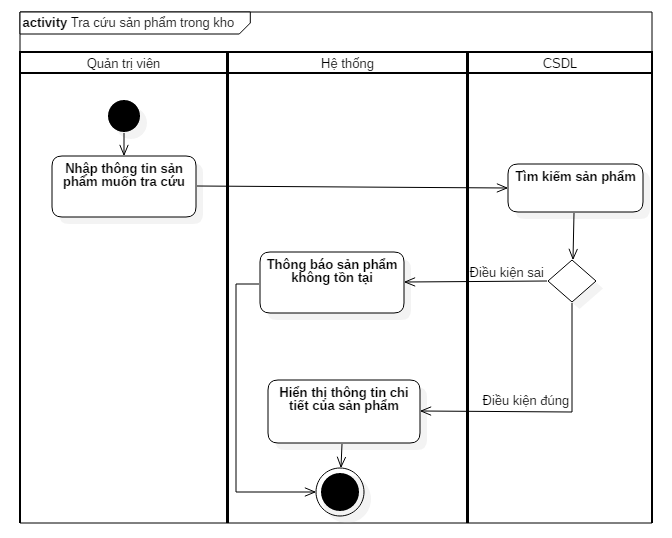 activity Tra cứu sản phẩm trong kho
Quản trị viên
Hệ thống
CSDL
Nhập thông tin sản
phẩm muốn tra cứu
Tìm kiếm sản phẩm
Thông báo sản phẩm
không tồn tại
Điều kiện sai
Hiển thị thông tin chi
tiết của sản phẩm
Điều kiện đúng